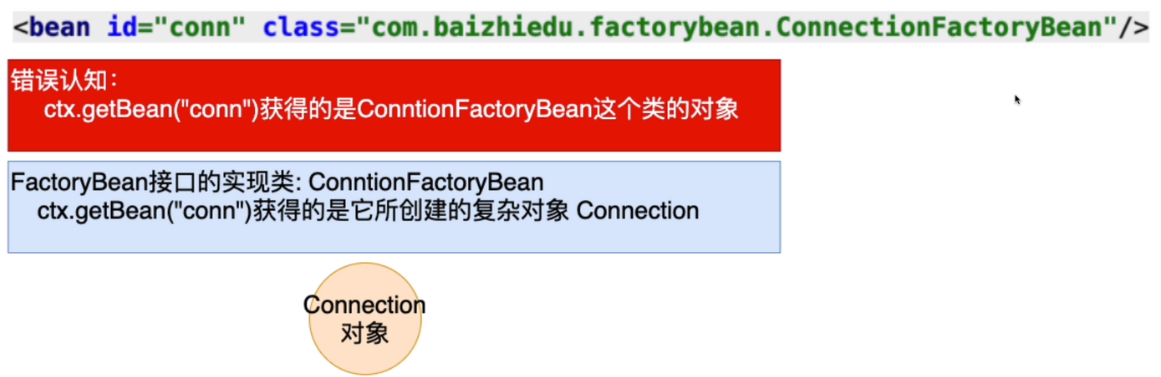 <bean id="conn" class="com.baizhiedu.factorybean.ConnectionFactoryBean"/>
错误认知：
ctx.getBean("conn")获得的是ConntionFactoryBean这个类的对象
FactoryBean接口的实现类: ConntionFactoryBean
ctx.getBean("conn")获得的是它所创建的复杂对象 Connection
Connection
对象